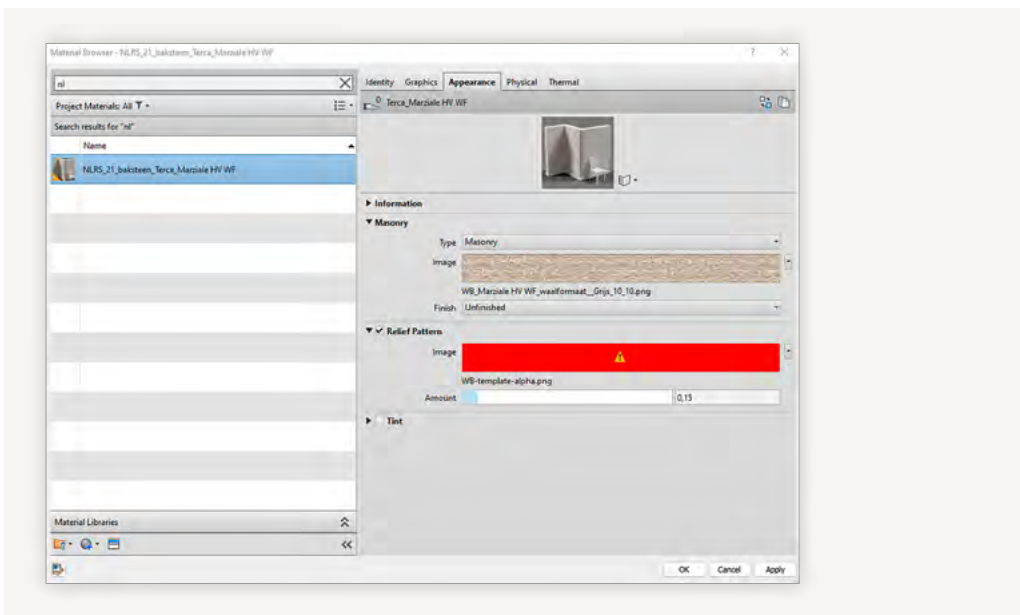 Material Browser - NLRS_21_baksteen_Terca_Marziale HV WF
? X
nl
Identity Graphics Appearance Physical Thermal
Project Materials: All
0 Terca_Marziale HV WF
Search results for "nl"
Name
NLRS_21_baksteen_Terca_Marziale HV WF
Information
Masonry
Type Masonry
Image
WB_Marziale HV WF_waalformaat__Grijs_10_10.png
Finish Unfinished
Relief Pattern
Image
WB-template-alpha.png
Amount 0,15
Tint
Material Libraries
OK Cancel Apply